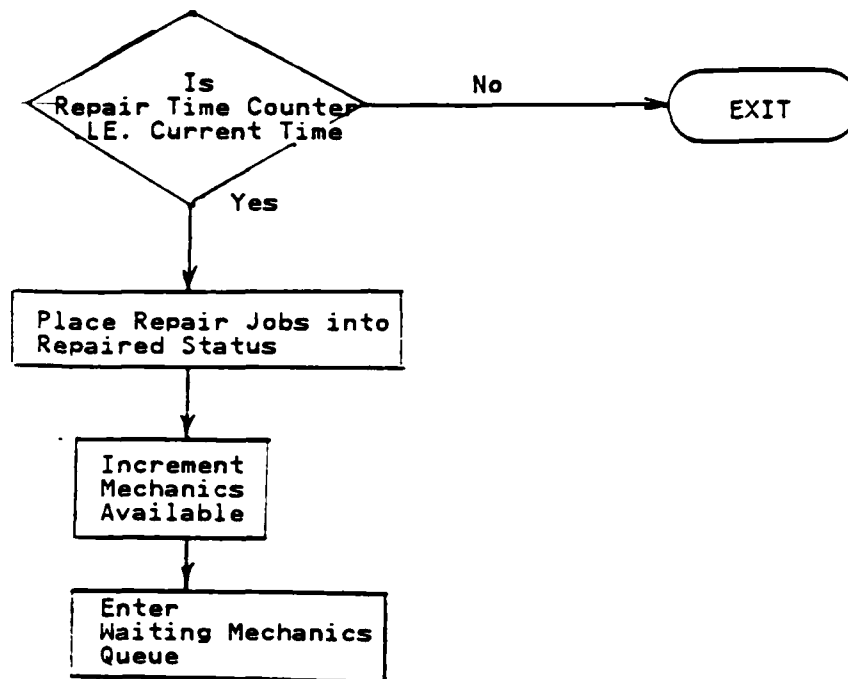 Is
Repair Time Counter
.LE. Current Time
No
EXIT
Yes
Place Repair Jobs into
Repaired Status
Increment
Mechanics
Available
Enter
Waiting Mechanics
Queue